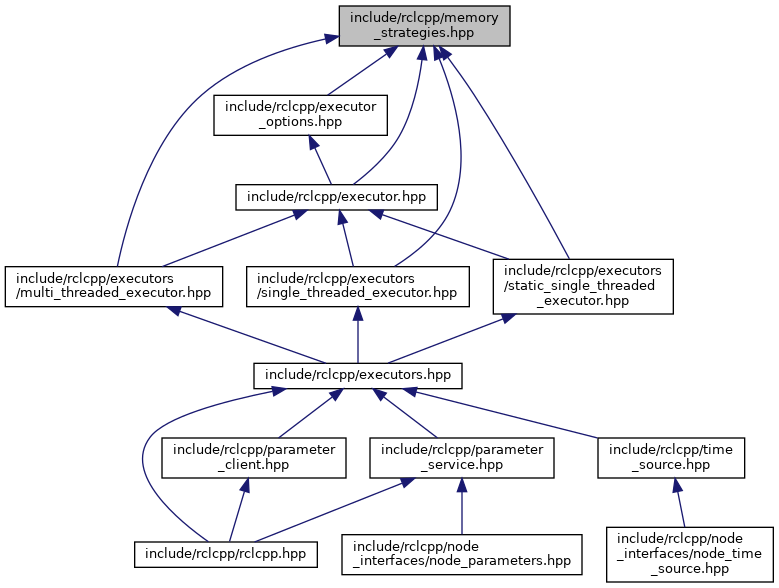 include/rclcpp/memory
_strategies.hpp
include/rclcpp/executor
_options.hpp
include/rclcpp/executor.hpp
include/rclcpp/executors
/multi_threaded_executor.hpp
include/rclcpp/executors
/single_threaded_executor.hpp
include/rclcpp/executors
/static_single_threaded
_executor.hpp
include/rclcpp/executors.hpp
include/rclcpp/parameter
_client.hpp
include/rclcpp/parameter
_service.hpp
include/rclcpp/time
_source.hpp
include/rclcpp/rclcpp.hpp
include/rclcpp/node
_interfaces/node_parameters.hpp
include/rclcpp/node
_interfaces/node_time
_source.hpp